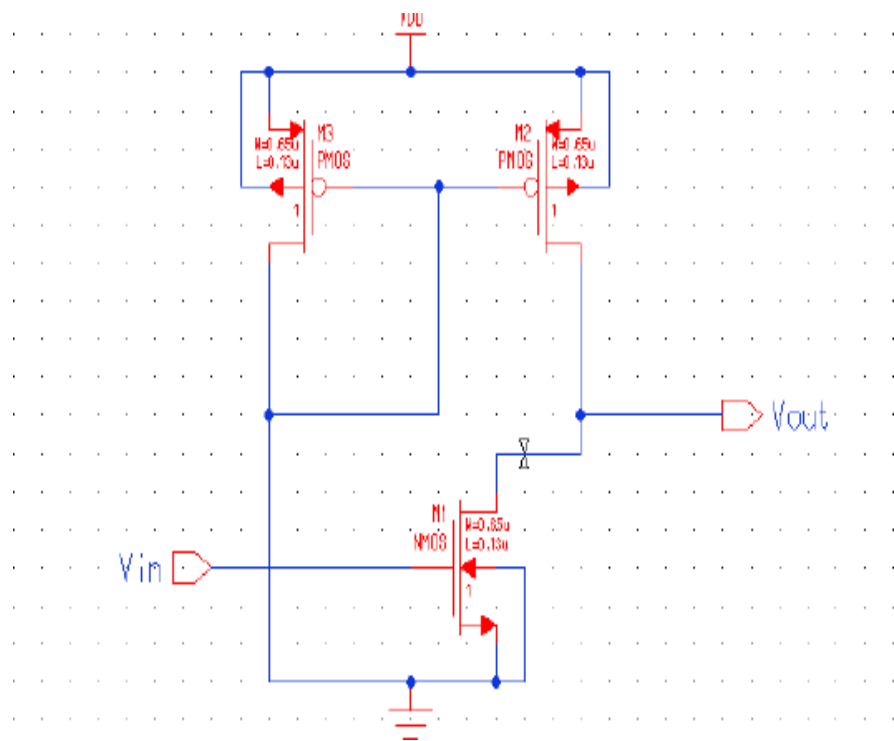 VDD
M3
W=0.65u
L=0.13u
PMOS
1
M2
W=0.65u
L=0.13u
PMOS
1
Vout
M1
NMOS
W=0.65u
L=0.13u
1
Vin